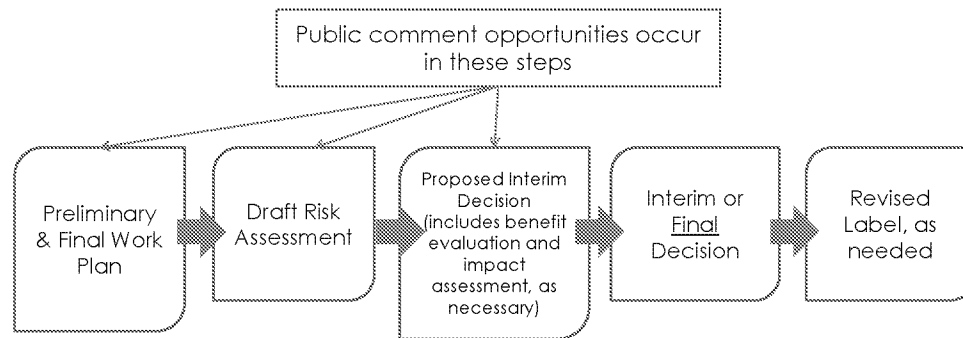 Public comment opportunities occur
in these steps
Preliminary
& Final Work
Plan
Draft Risk
Assessment
Proposed Interim
Decision
(includes benefit
evaluation and
impact
assessment, as
necessary)
Interim or
Final
Decision
Revised
Label, as
needed